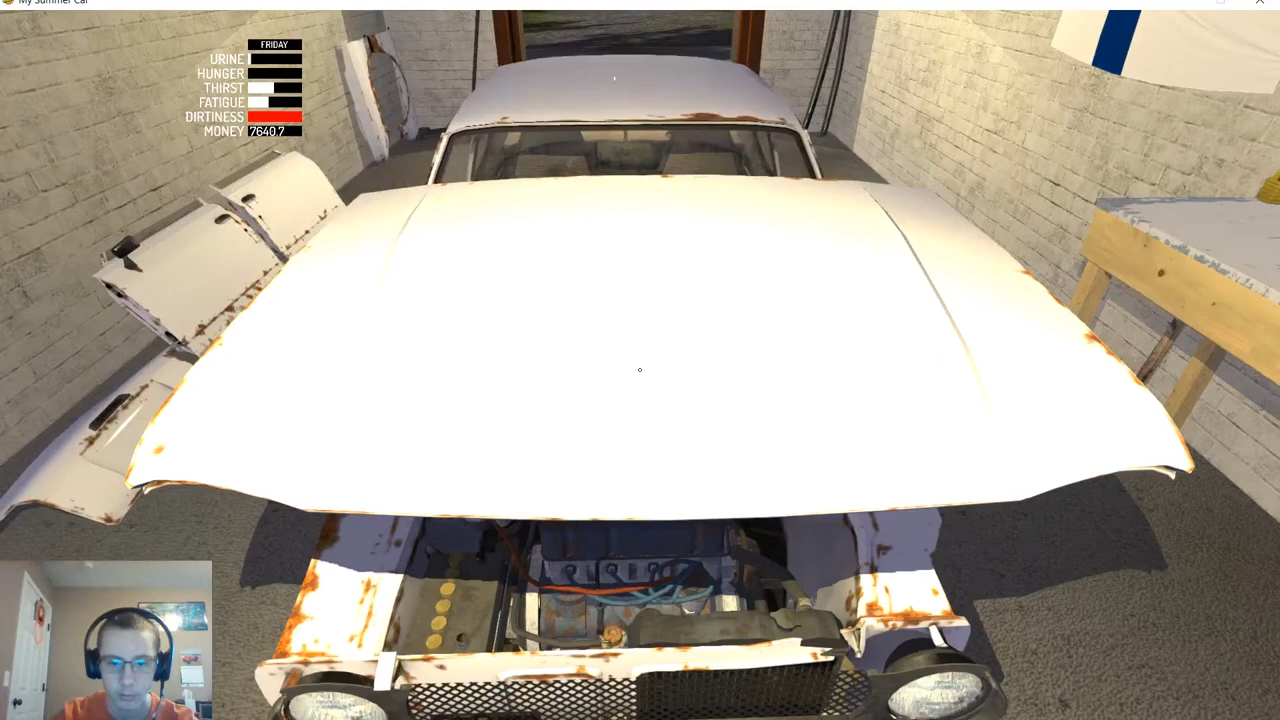 My Summer Car
FRIDAY
URINE
HUNGER
THIRST
FATIGUE
DIRTINESS
MONEY 7640.7